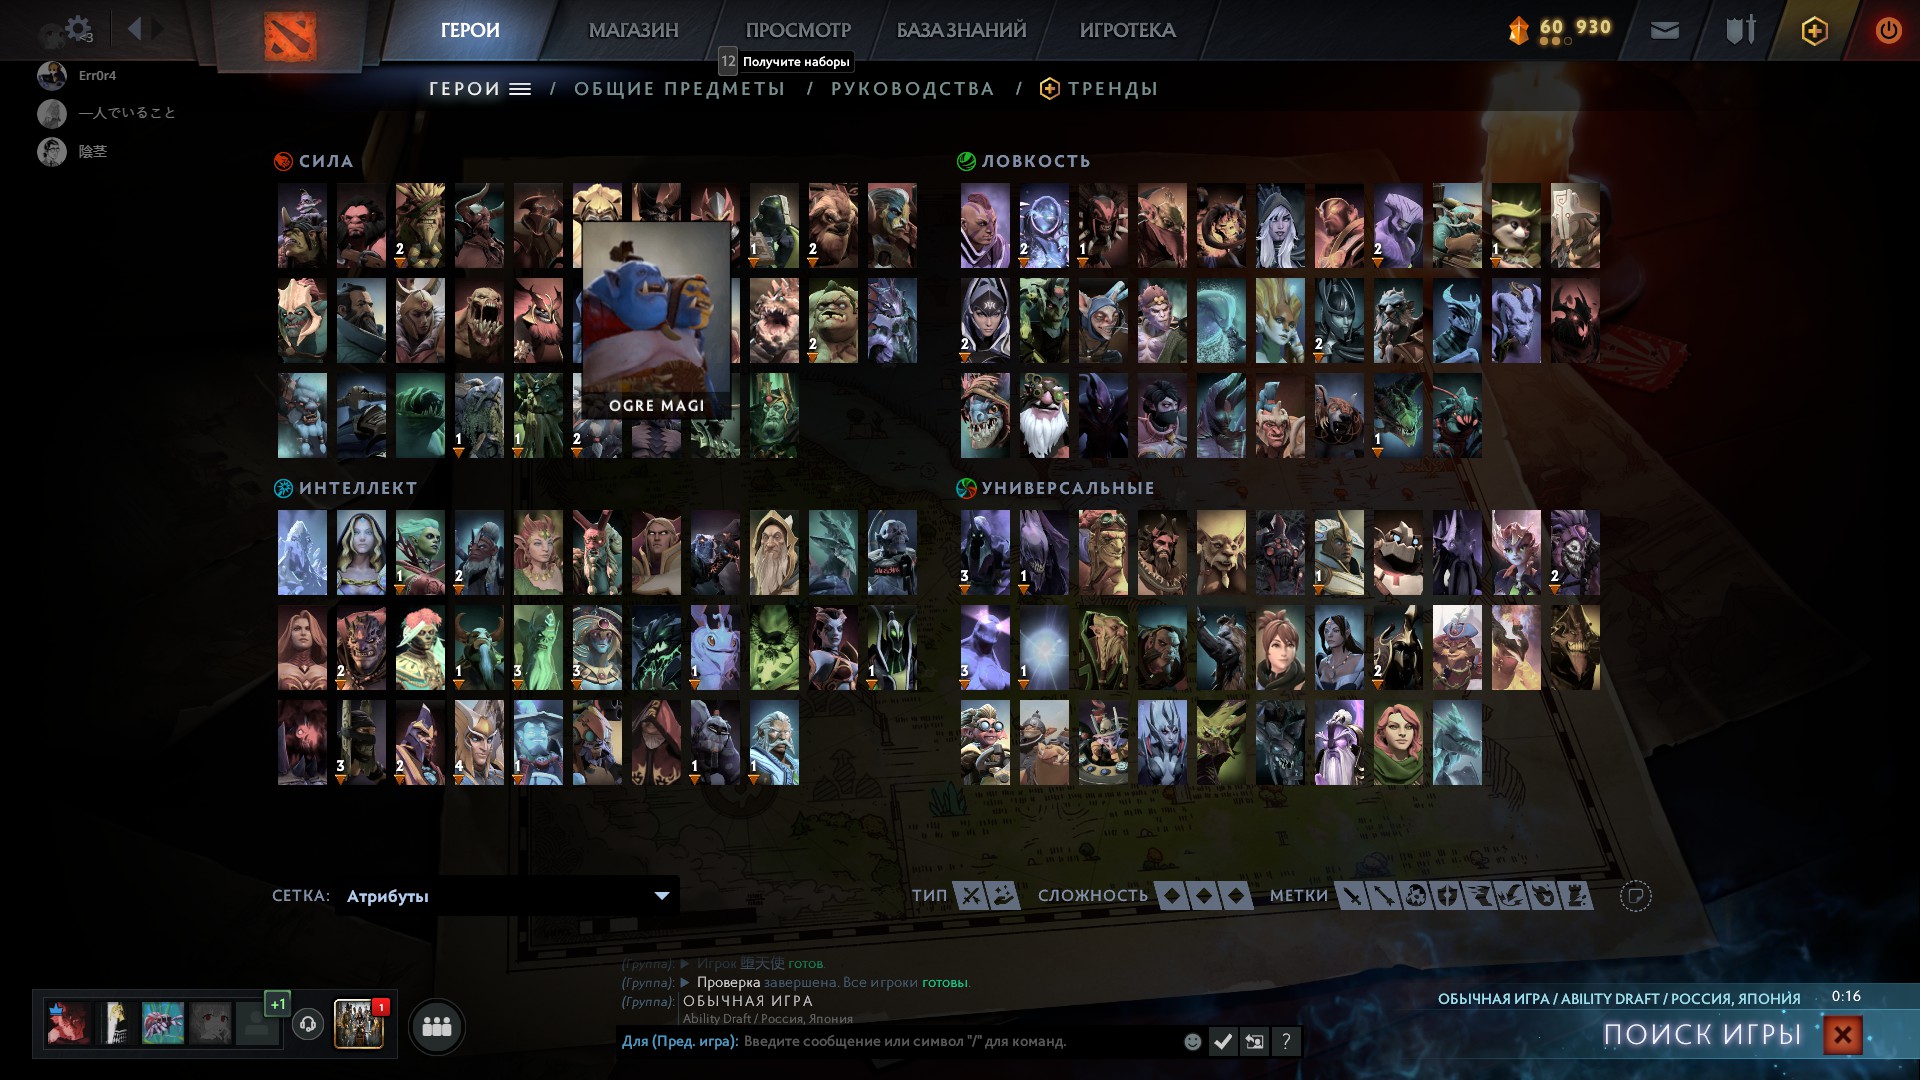 <3
ГЕРОИ
МАГАЗИН
ПРОСМОТР
БАЗА ЗНАНИЙ
ИГРОТЕКА
60 930
12 Получите наборы
Err0r4
一人でいること
陰茎
ГЕРОИ / ОБЩИЕ ПРЕДМЕТЫ / РУКОВОДСТВА / ТРЕНДЫ
СИЛА
2
1
2
2
OGRE MAGI
1
1
2
ЛОВКОСТЬ
2
1
2
1
2
2
1
ИНТЕЛЛЕКТ
1
2
2
1
3
3
1
1
3
2
4
1
1
1
УНИВЕРСАЛЬНЫЕ
3
1
1
2
3
1
2
СЕТКА: Атрибуты
ТИП
СЛОЖНОСТЬ
МЕТКИ
(Группа): Игрок 堕天使 готов.
(Группа): Проверка завершена. Все игроки готовы.
(Группа): ОБЫЧНАЯ ИГРА
Ability Draft / Россия, Япония
Для (Пред. игра): Введите сообщение или символ "/" для команд.
?
+1
1
ОБЫЧНАЯ ИГРА / ABILITY DRAFT / РОССИЯ, ЯПОНИЯ
0:16
ПОИСК ИГРЫ